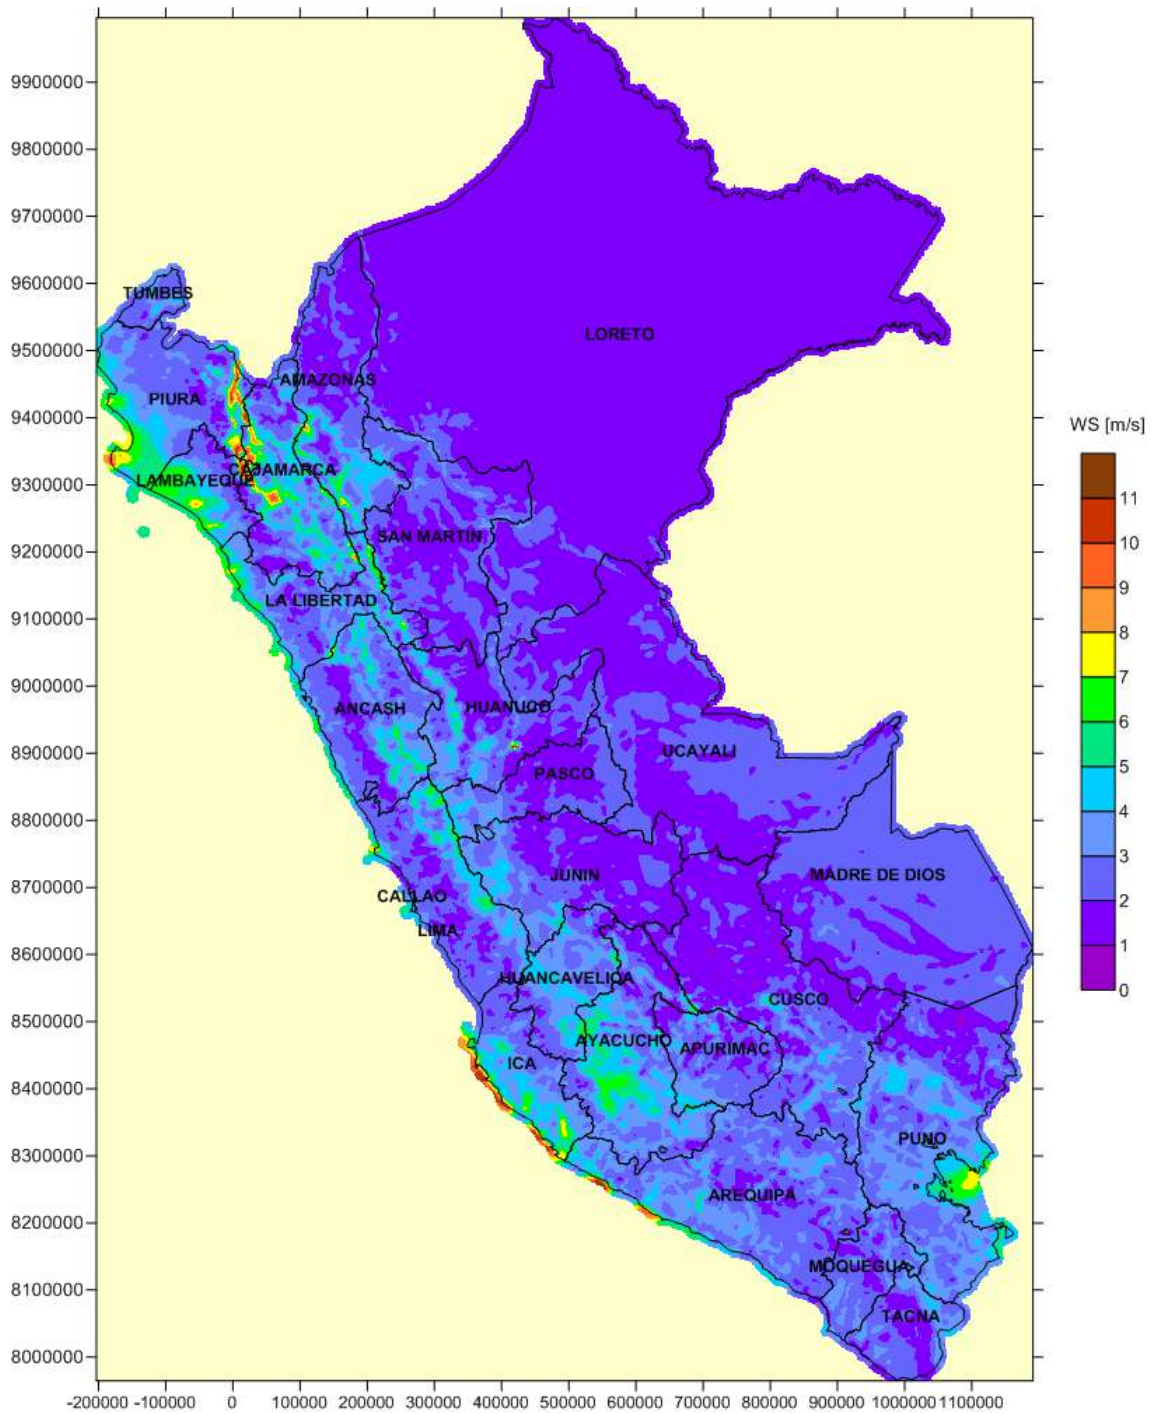 9900000
9800000
9700000
9600000
9500000
9400000
9300000
9200000
9100000
9000000
8900000
8800000
8700000
8600000
8500000
8400000
8300000
8200000
8100000
8000000
TUMBES
LORETO
AMAZONAS
PIURA
CAJAMARCA
LAMBAYEQUE
SAN MARTIN
LA LIBERTAD
ANCASH
HUANUCO
UCAYALI
PASCO
JUNIN
MADRE DE DIOS
CALLAO
LIMA
HUANCAVELICA
CUSCO
AYACUCHO
APURIMAC
ICA
PUNO
AREQUIPA
MOQUEGUA
TACNA
WS [m/s]
11
10
9
8
7
6
5
4
3
2
1
0
-200000 -100000 0 100000 200000 300000 400000 500000 600000 700000 800000 900000 1000000 1100000